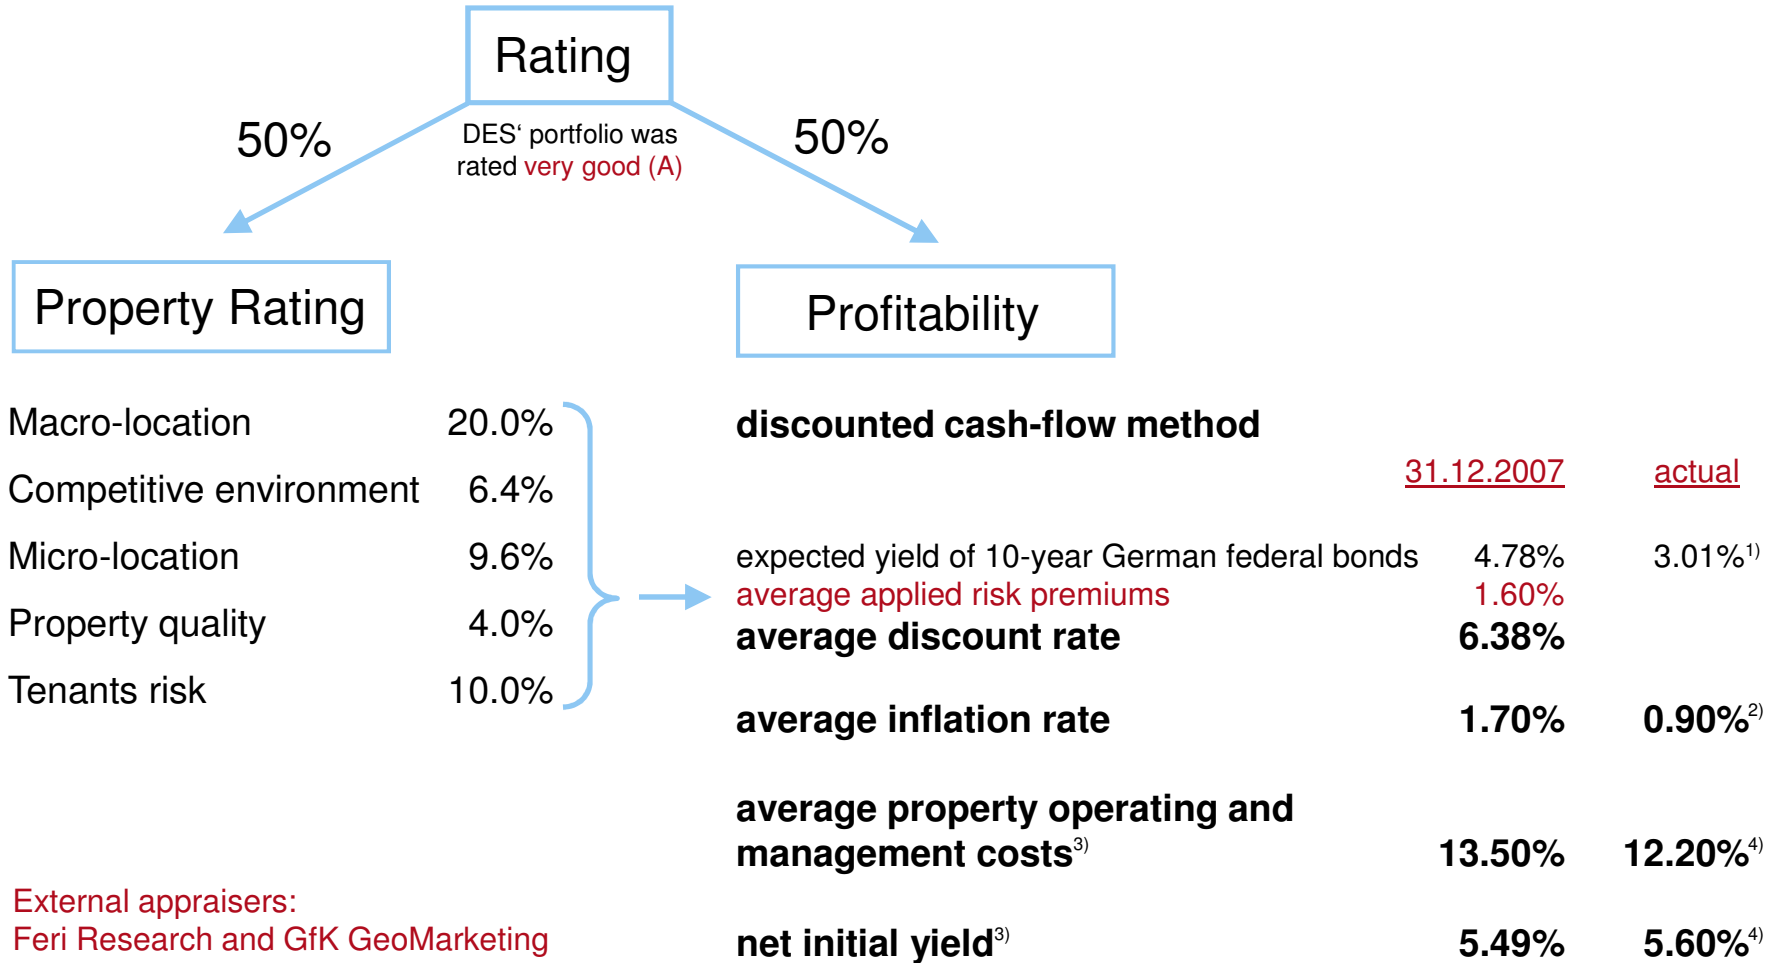 Rating
50%
DES‘ portfolio was
rated very good (A)
50%
Property Rating
Profitability
Macro-location 20.0%
Competitive environment 6.4%
Micro-location 9.6%
Property quality 4.0%
Tenants risk 10.0%
discounted cash-flow method
31.12.2007 actual
expected yield of 10-year German federal bonds 4.78% 3.01%1)
average applied risk premiums 1.60%
average discount rate 6.38%
average inflation rate 1.70% 0.90%2)
average property operating and
management costs3) 13.50% 12.20%4)
net initial yield3) 5.49% 5.60%4)
External appraisers:
Feri Research and GfK GeoMarketing